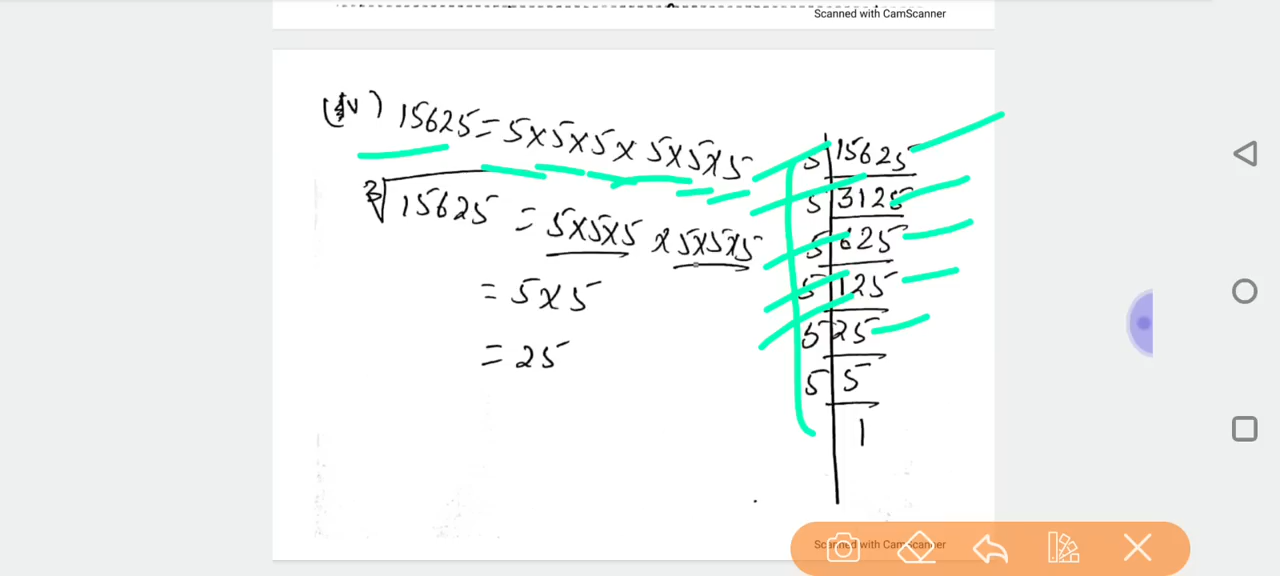 Scanned with CamScanner
(iv) 15625 = 5×5×5 × 5×5×5
∛15625 = 5×5×5 × 5×5×5
= 5×5
= 25
5 15625
5 3125
5 625
5 125
5 25
5 5
1
Scanned with CamScanner